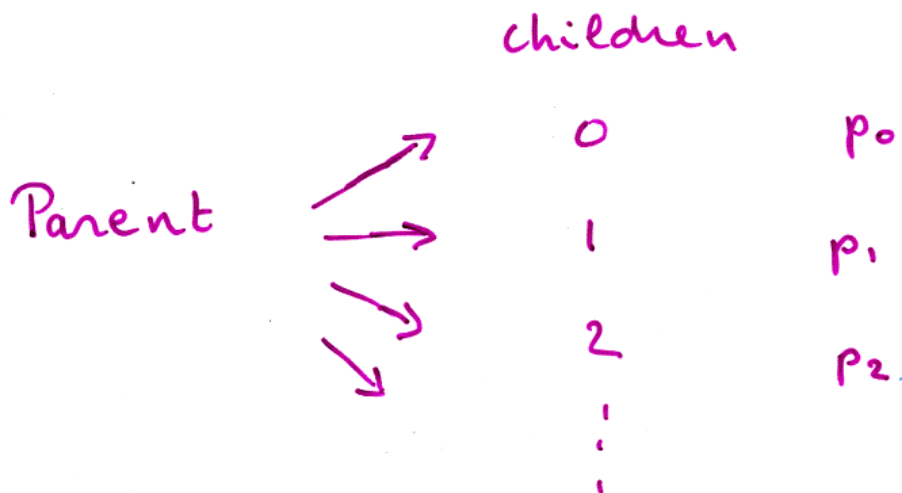 children
0 p₀
Parent
1 p₁
2 p₂
⋮